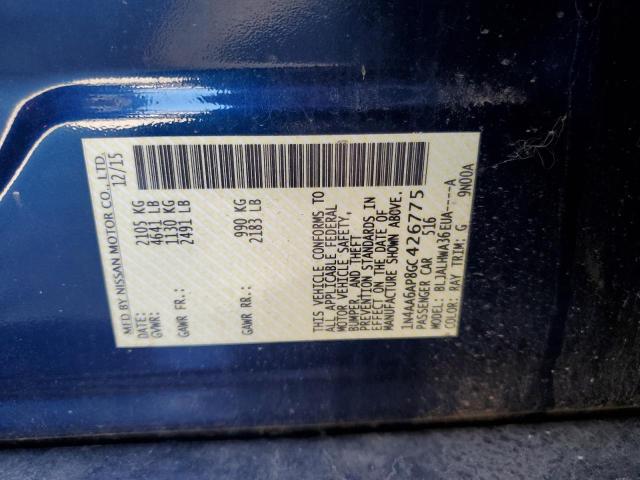 MFD BY NISSAN MOTOR CO., LTD.
DATE: 12/15
GVWR: 2105 KG
4641 LB
GAWR FR.: 1130 KG
2491 LB
GAWR RR.: 990 KG
2183 LB
THIS VEHICLE CONFORMS TO
ALL APPLICABLE FEDERAL
MOTOR VEHICLE SAFETY,
BUMPER, AND THEFT
PREVENTION STANDARDS IN
EFFECT ON THE DATE OF
MANUFACTURE SHOWN ABOVE.
1N4AA6AP8GC426775
PASSENGER CAR 516
MODEL: BLJALHWA36EUA----A
COLOR: RAY TRIM: G 9N00A